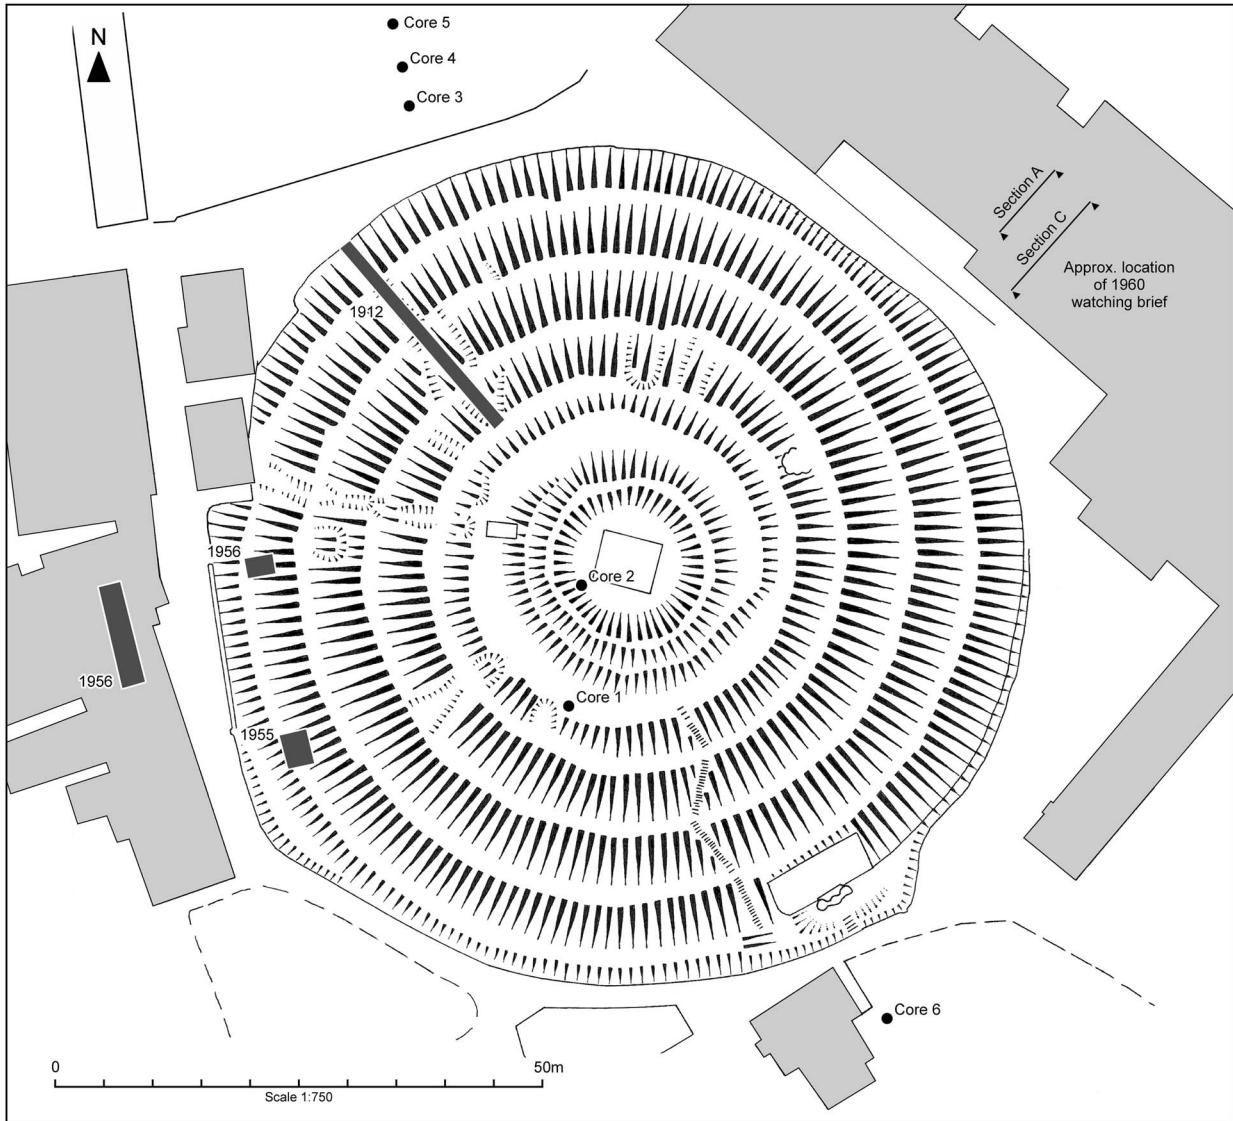 N
Core 5
Core 4
Core 3
Section A
Section C
Approx. location
of 1960
watching brief
1912
1956
Core 2
1956
Core 1
1955
Core 6
0
50m
Scale 1:750